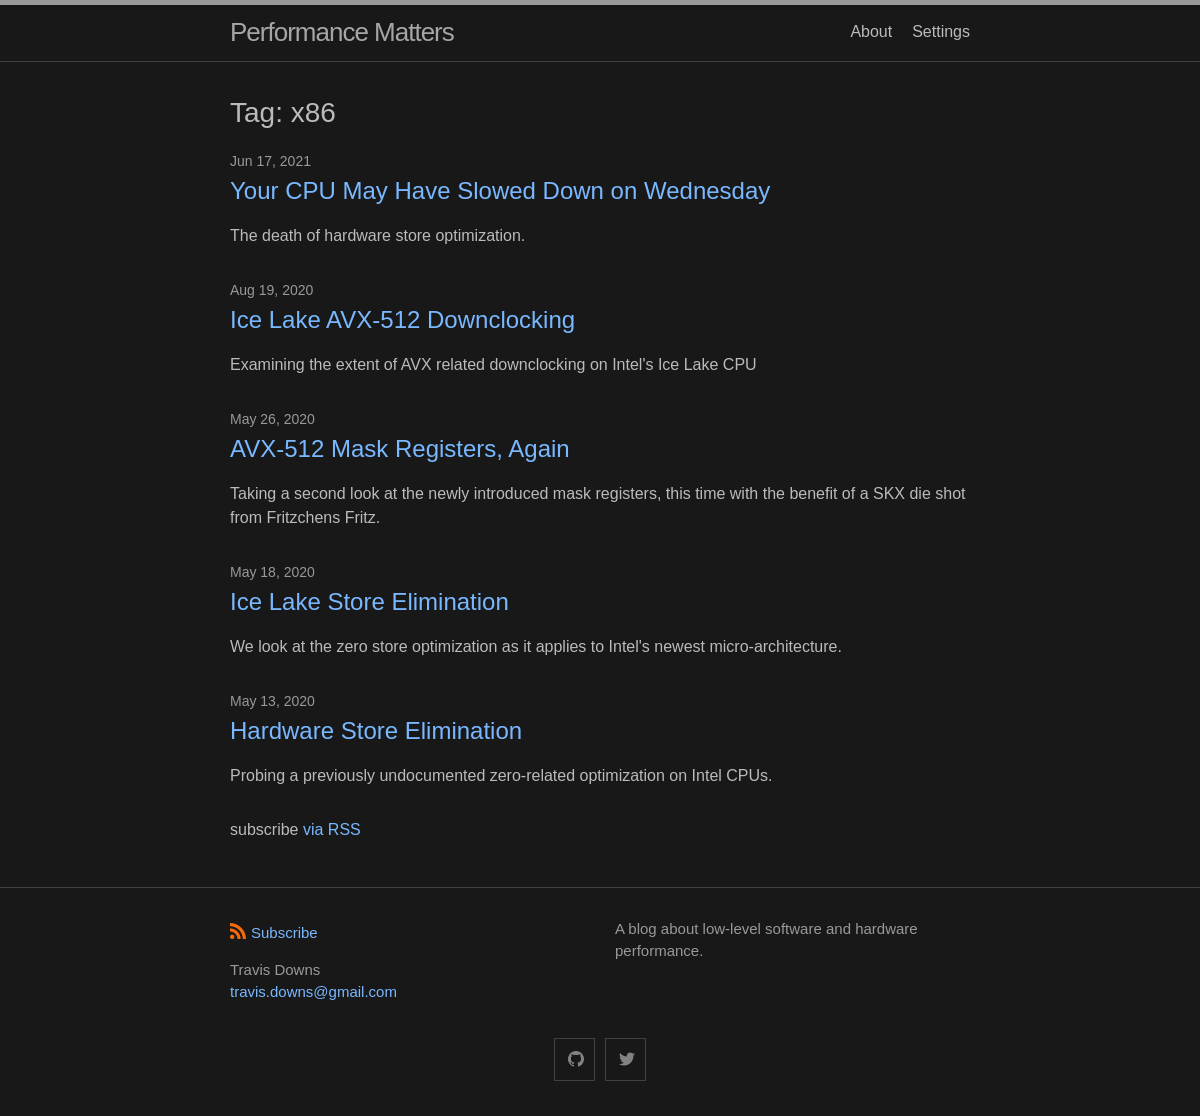 Performance Matters
About Settings
Tag: x86
Jun 17, 2021
Your CPU May Have Slowed Down on Wednesday
The death of hardware store optimization.
Aug 19, 2020
Ice Lake AVX-512 Downclocking
Examining the extent of AVX related downclocking on Intel's Ice Lake CPU
May 26, 2020
AVX-512 Mask Registers, Again
Taking a second look at the newly introduced mask registers, this time with the benefit of a SKX die shot
from Fritzchens Fritz.
May 18, 2020
Ice Lake Store Elimination
We look at the zero store optimization as it applies to Intel's newest micro-architecture.
May 13, 2020
Hardware Store Elimination
Probing a previously undocumented zero-related optimization on Intel CPUs.
subscribe via RSS
Subscribe
Travis Downs
travis.downs@gmail.com
A blog about low-level software and hardware
performance.